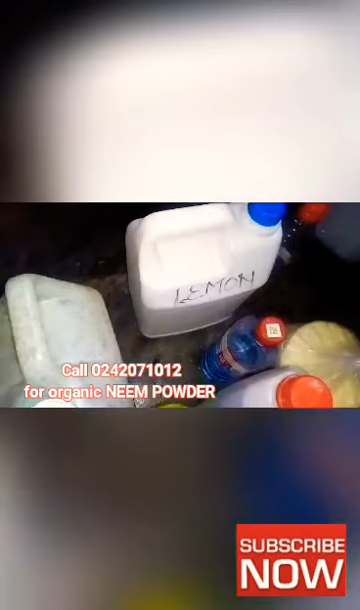 LEMON
Call 0242071012
for organic NEEM POWDER
SUBSCRIBE
NOW